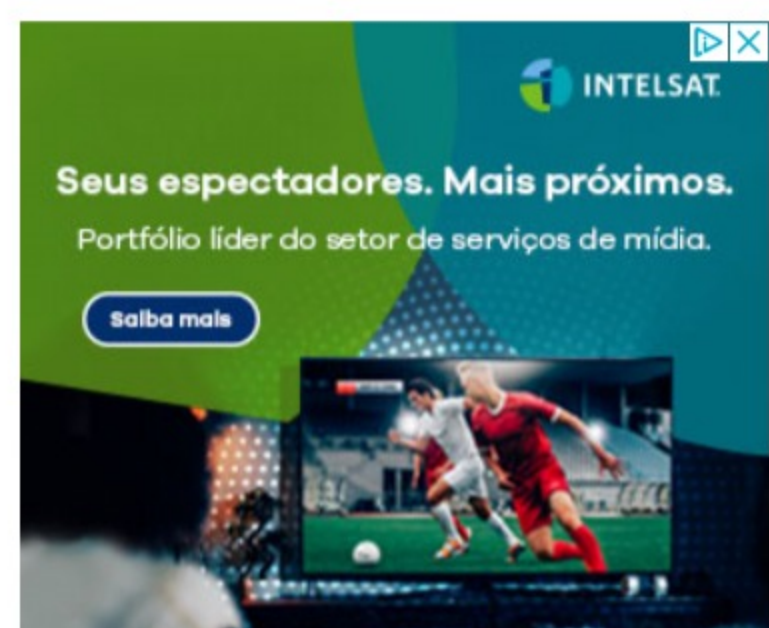 INTELSAT
Seus espectadores. Mais próximos.
Portfólio líder do setor de serviços de mídia.
Saiba mais